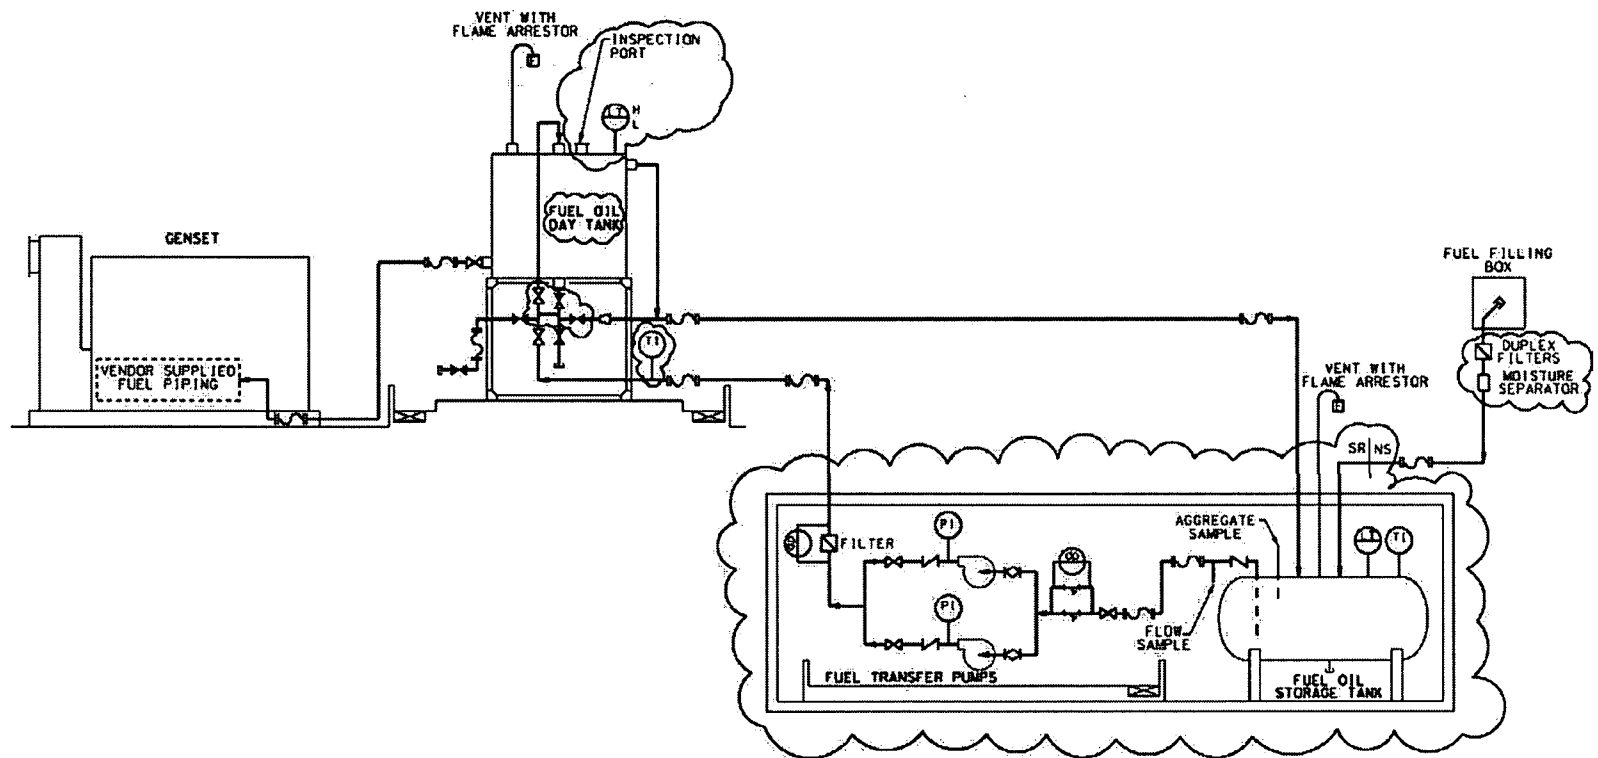 VENT WITH
FLAME ARRESTOR
INSPECTION
PORT
LT
H
L
FUEL OIL
DAY TANK
GENSET
VENDOR SUPPLIED
FUEL PIPING
TI
FUEL FILLING
BOX
DUPLEX
FILTERS
MOISTURE
SEPARATOR
VENT WITH
FLAME ARRESTOR
SR NS
AGGREGATE
SAMPLE
FILTER
PI
LT
TI
PI
FLOW
SAMPLE
FUEL TRANSFER PUMPS
FUEL OIL
STORAGE TANK